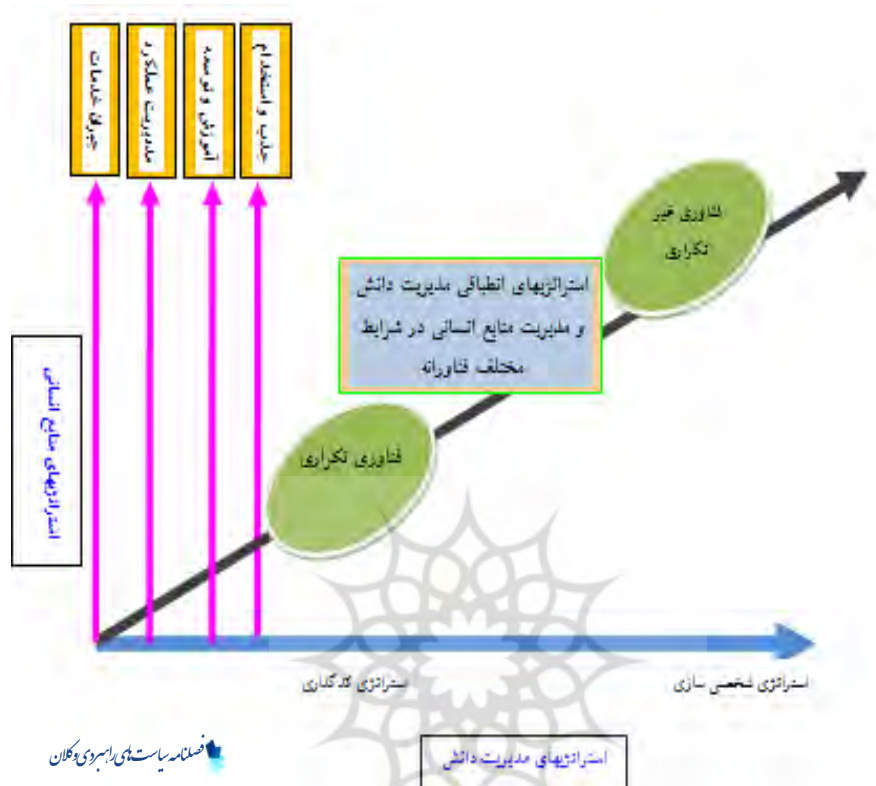 جذب و استخدام
آموزش و توسعه
مدیریت عملکرد
جبران خدمات
فناوری غیر
تکراری
استراتژیهای انطباقی مدیریت دانش
و مدیریت منابع انسانی در شرایط
مختلف فناورانه
فناوری تکراری
استراتژیهای منابع انسانی
استراتژی کدگذاری
استراتژی شخصی سازی
استراتژیهای مدیریت دانش
فصلنامه سیاست های راهبردی و کلان